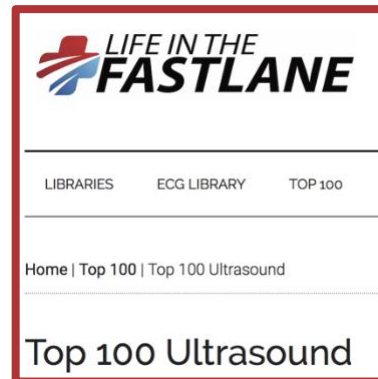 LIFE IN THE
FASTLANE
LIBRARIES ECG LIBRARY TOP 100
Home | Top 100 | Top 100 Ultrasound
Top 100 Ultrasound